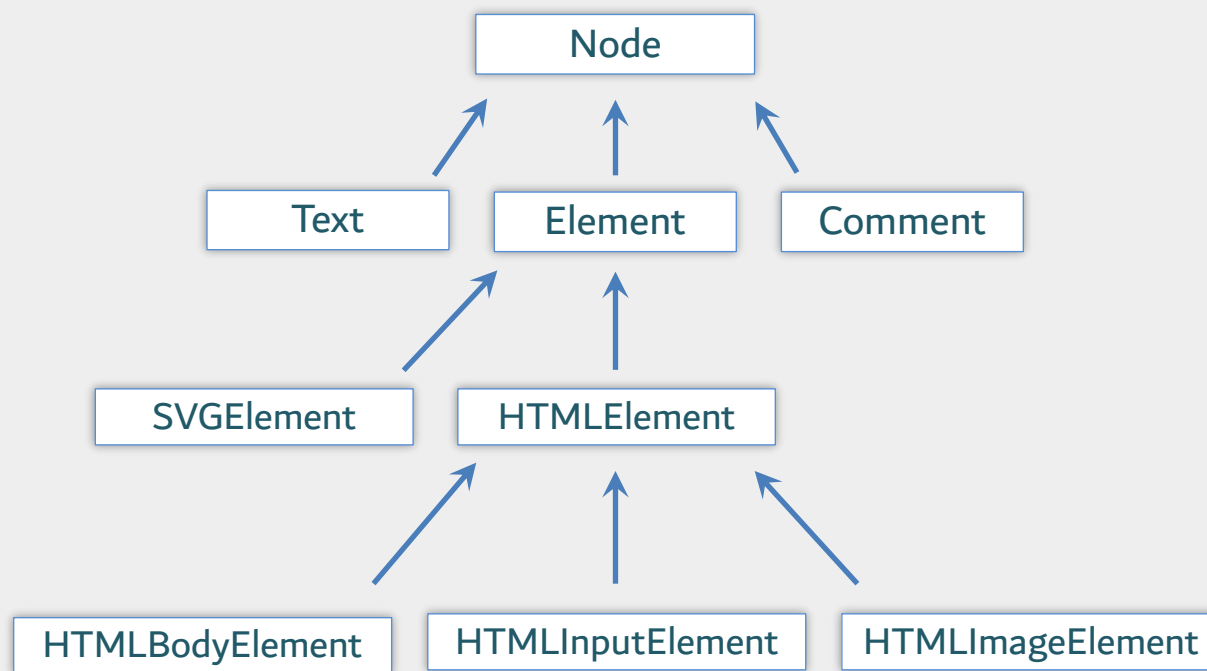 Node
Text
Element
Comment
SVGElement
HTMLElement
HTMLBodyElement
HTMLInputElement
HTMLImageElement